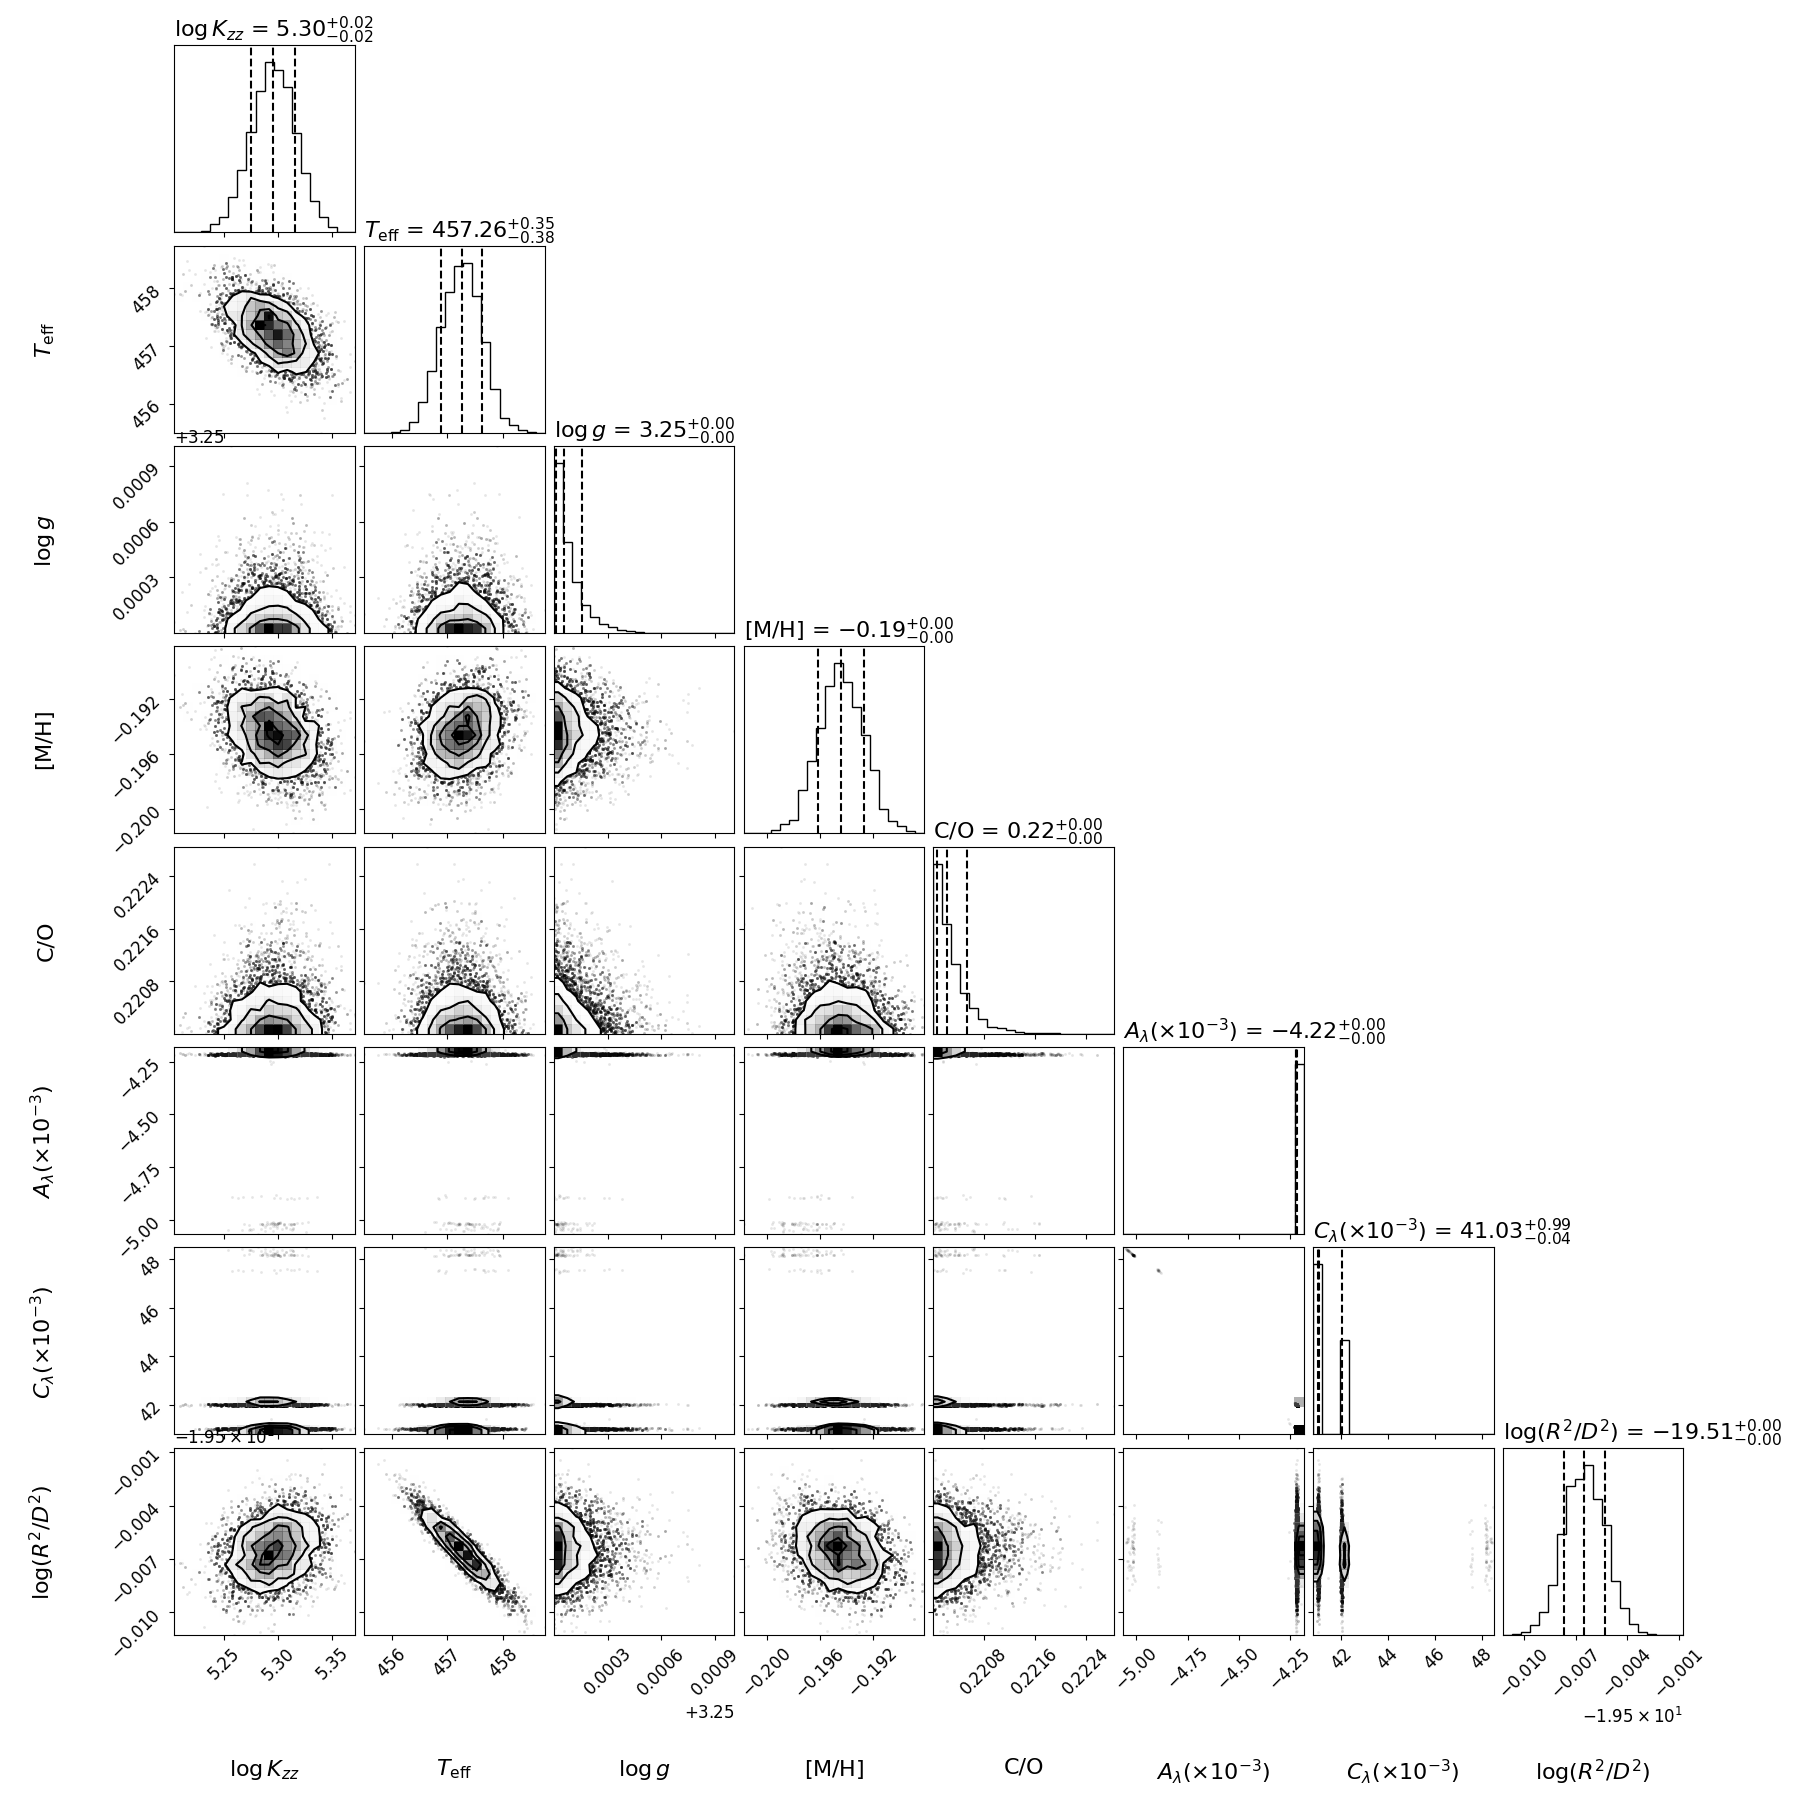 log K_zz = 5.30^{+0.02}_{−0.02}
T_eff = 457.26^{+0.35}_{−0.38}
458
457
456
T_eff
+3.25
log g = 3.25^{+0.00}_{−0.00}
0.0009
0.0006
0.0003
log g
[M/H] = −0.19^{+0.00}_{−0.00}
−0.192
−0.196
−0.200
[M/H]
C/O = 0.22^{+0.00}_{−0.00}
0.2224
0.2216
0.2208
C/O
A_λ(×10^{−3}) = −4.22^{+0.00}_{−0.00}
−4.25
−4.50
−4.75
−5.00
A_λ(×10^{−3})
C_λ(×10^{−3}) = 41.03^{+0.99}_{−0.04}
48
46
44
42
C_λ(×10^{−3})
log(R^2/D^2) = −19.51^{+0.00}_{−0.00}
−0.001
−0.004
−0.007
−0.010
log(R^2/D^2)
5.25 5.30 5.35 456 457 458 0.0003 0.0006 0.0009 −0.200 −0.196 −0.192 0.2208 0.2216 0.2224 −5.00 −4.75 −4.50 −4.25 42 44 46 48 −0.010 −0.007 −0.004 −0.001
+3.25 −1.95 × 10^1
log K_zz T_eff log g [M/H] C/O A_λ(×10^{−3}) C_λ(×10^{−3}) log(R^2/D^2)